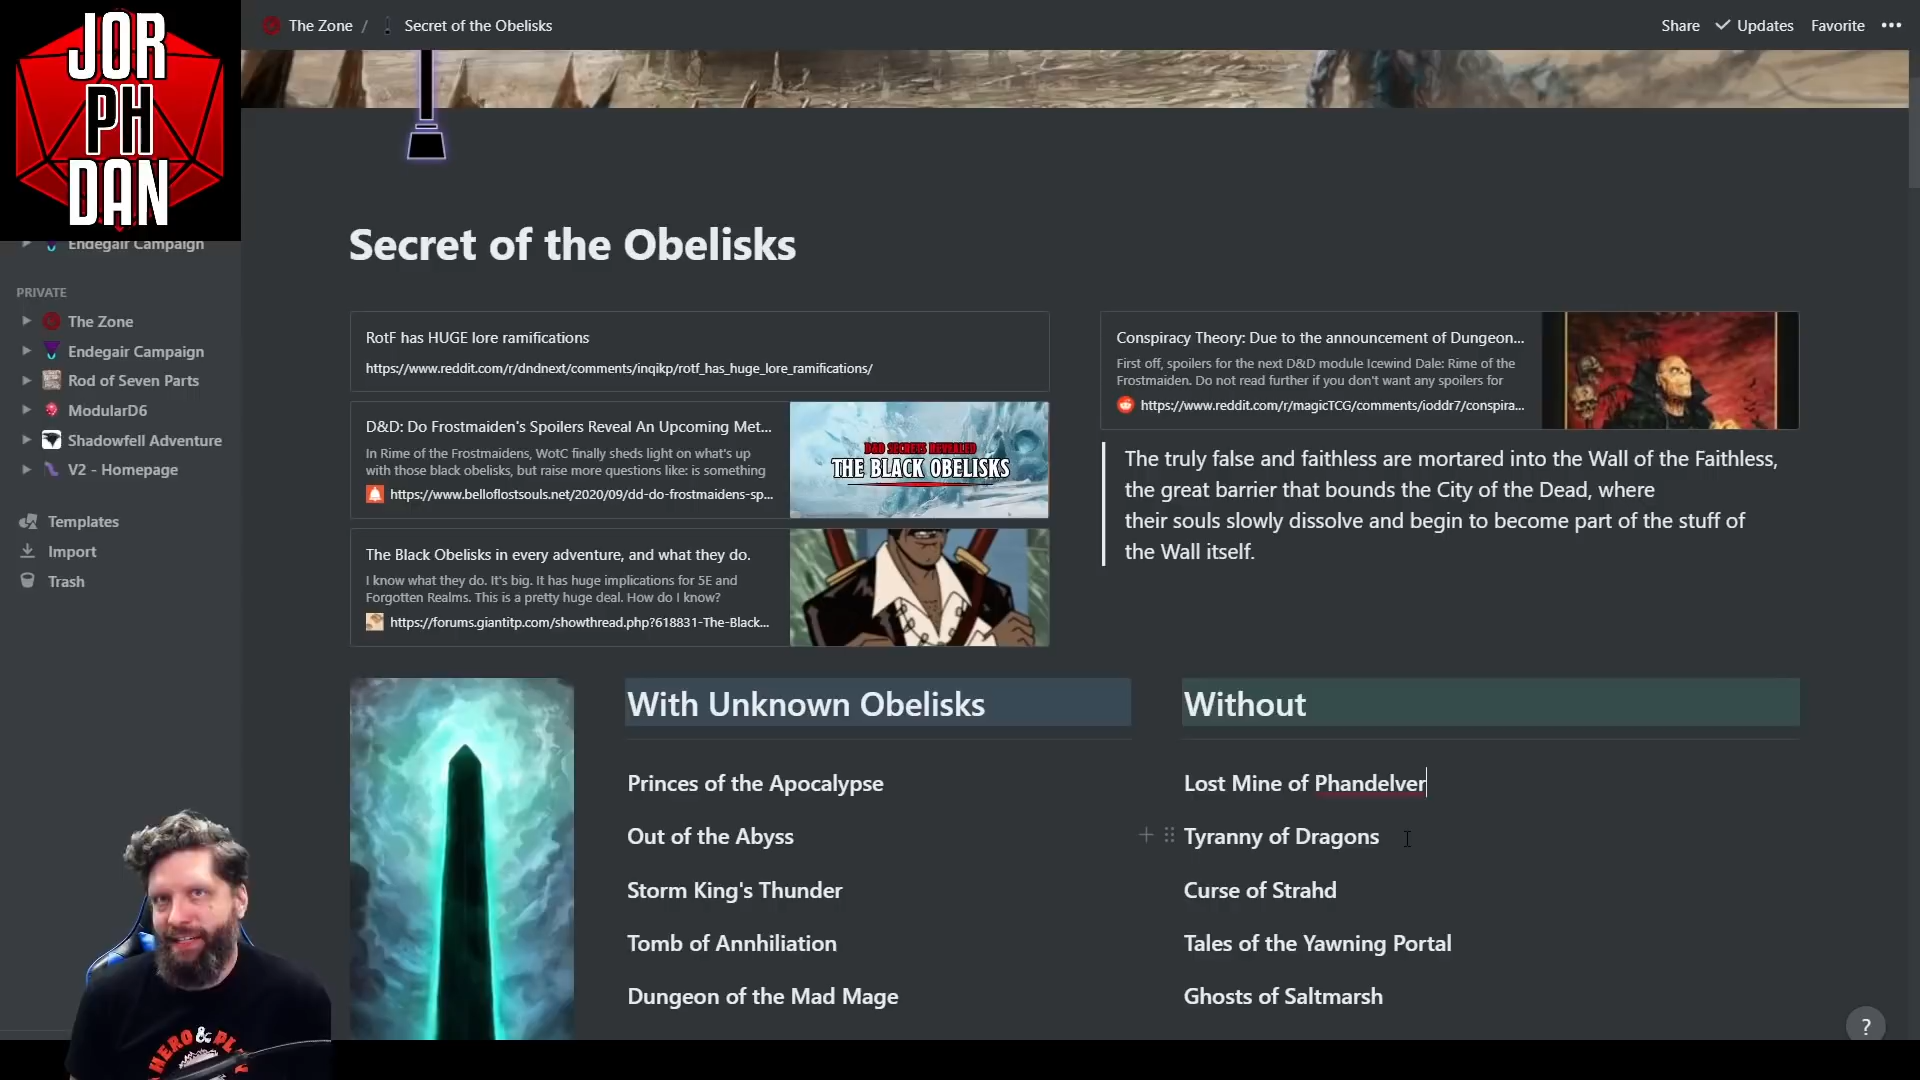 JOR
PH
DAN
The Zone / Secret of the Obelisks
Share ✓ Updates Favorite •••
Endegair Campaign
PRIVATE
The Zone
Endegair Campaign
Rod of Seven Parts
ModularD6
Shadowfell Adventure
V2 - Homepage
Templates
Import
Trash
Secret of the Obelisks
RotF has HUGE lore ramifications
https://www.reddit.com/r/dndnext/comments/inqikp/rotf_has_huge_lore_ramifications/
D&D: Do Frostmaiden's Spoilers Reveal An Upcoming Met...
In Rime of the Frostmaidens, WotC finally sheds light on what's up
with those black obelisks, but raise more questions like: is something
https://www.belloflostsouls.net/2020/09/dd-do-frostmaidens-sp...
D&D SECRETS REVEALED
THE BLACK OBELISKS
The Black Obelisks in every adventure, and what they do.
I know what they do. It's big. It has huge implications for 5E and
Forgotten Realms. This is a pretty huge deal. How do I know?
https://forums.giantitp.com/showthread.php?618831-The-Black...
Conspiracy Theory: Due to the announcement of Dungeon...
First off, spoilers for the next D&D module Icewind Dale: Rime of the
Frostmaiden. Do not read further if you don't want any spoilers for
https://www.reddit.com/r/magicTCG/comments/ioddr7/conspira...
The truly false and faithless are mortared into the Wall of the Faithless,
the great barrier that bounds the City of the Dead, where
their souls slowly dissolve and begin to become part of the stuff of
the Wall itself.
With Unknown Obelisks
Princes of the Apocalypse
Out of the Abyss
Storm King's Thunder
Tomb of Annhiliation
Dungeon of the Mad Mage
Without
Lost Mine of Phandelver
Tyranny of Dragons
Curse of Strahd
Tales of the Yawning Portal
Ghosts of Saltmarsh
?
HERO &